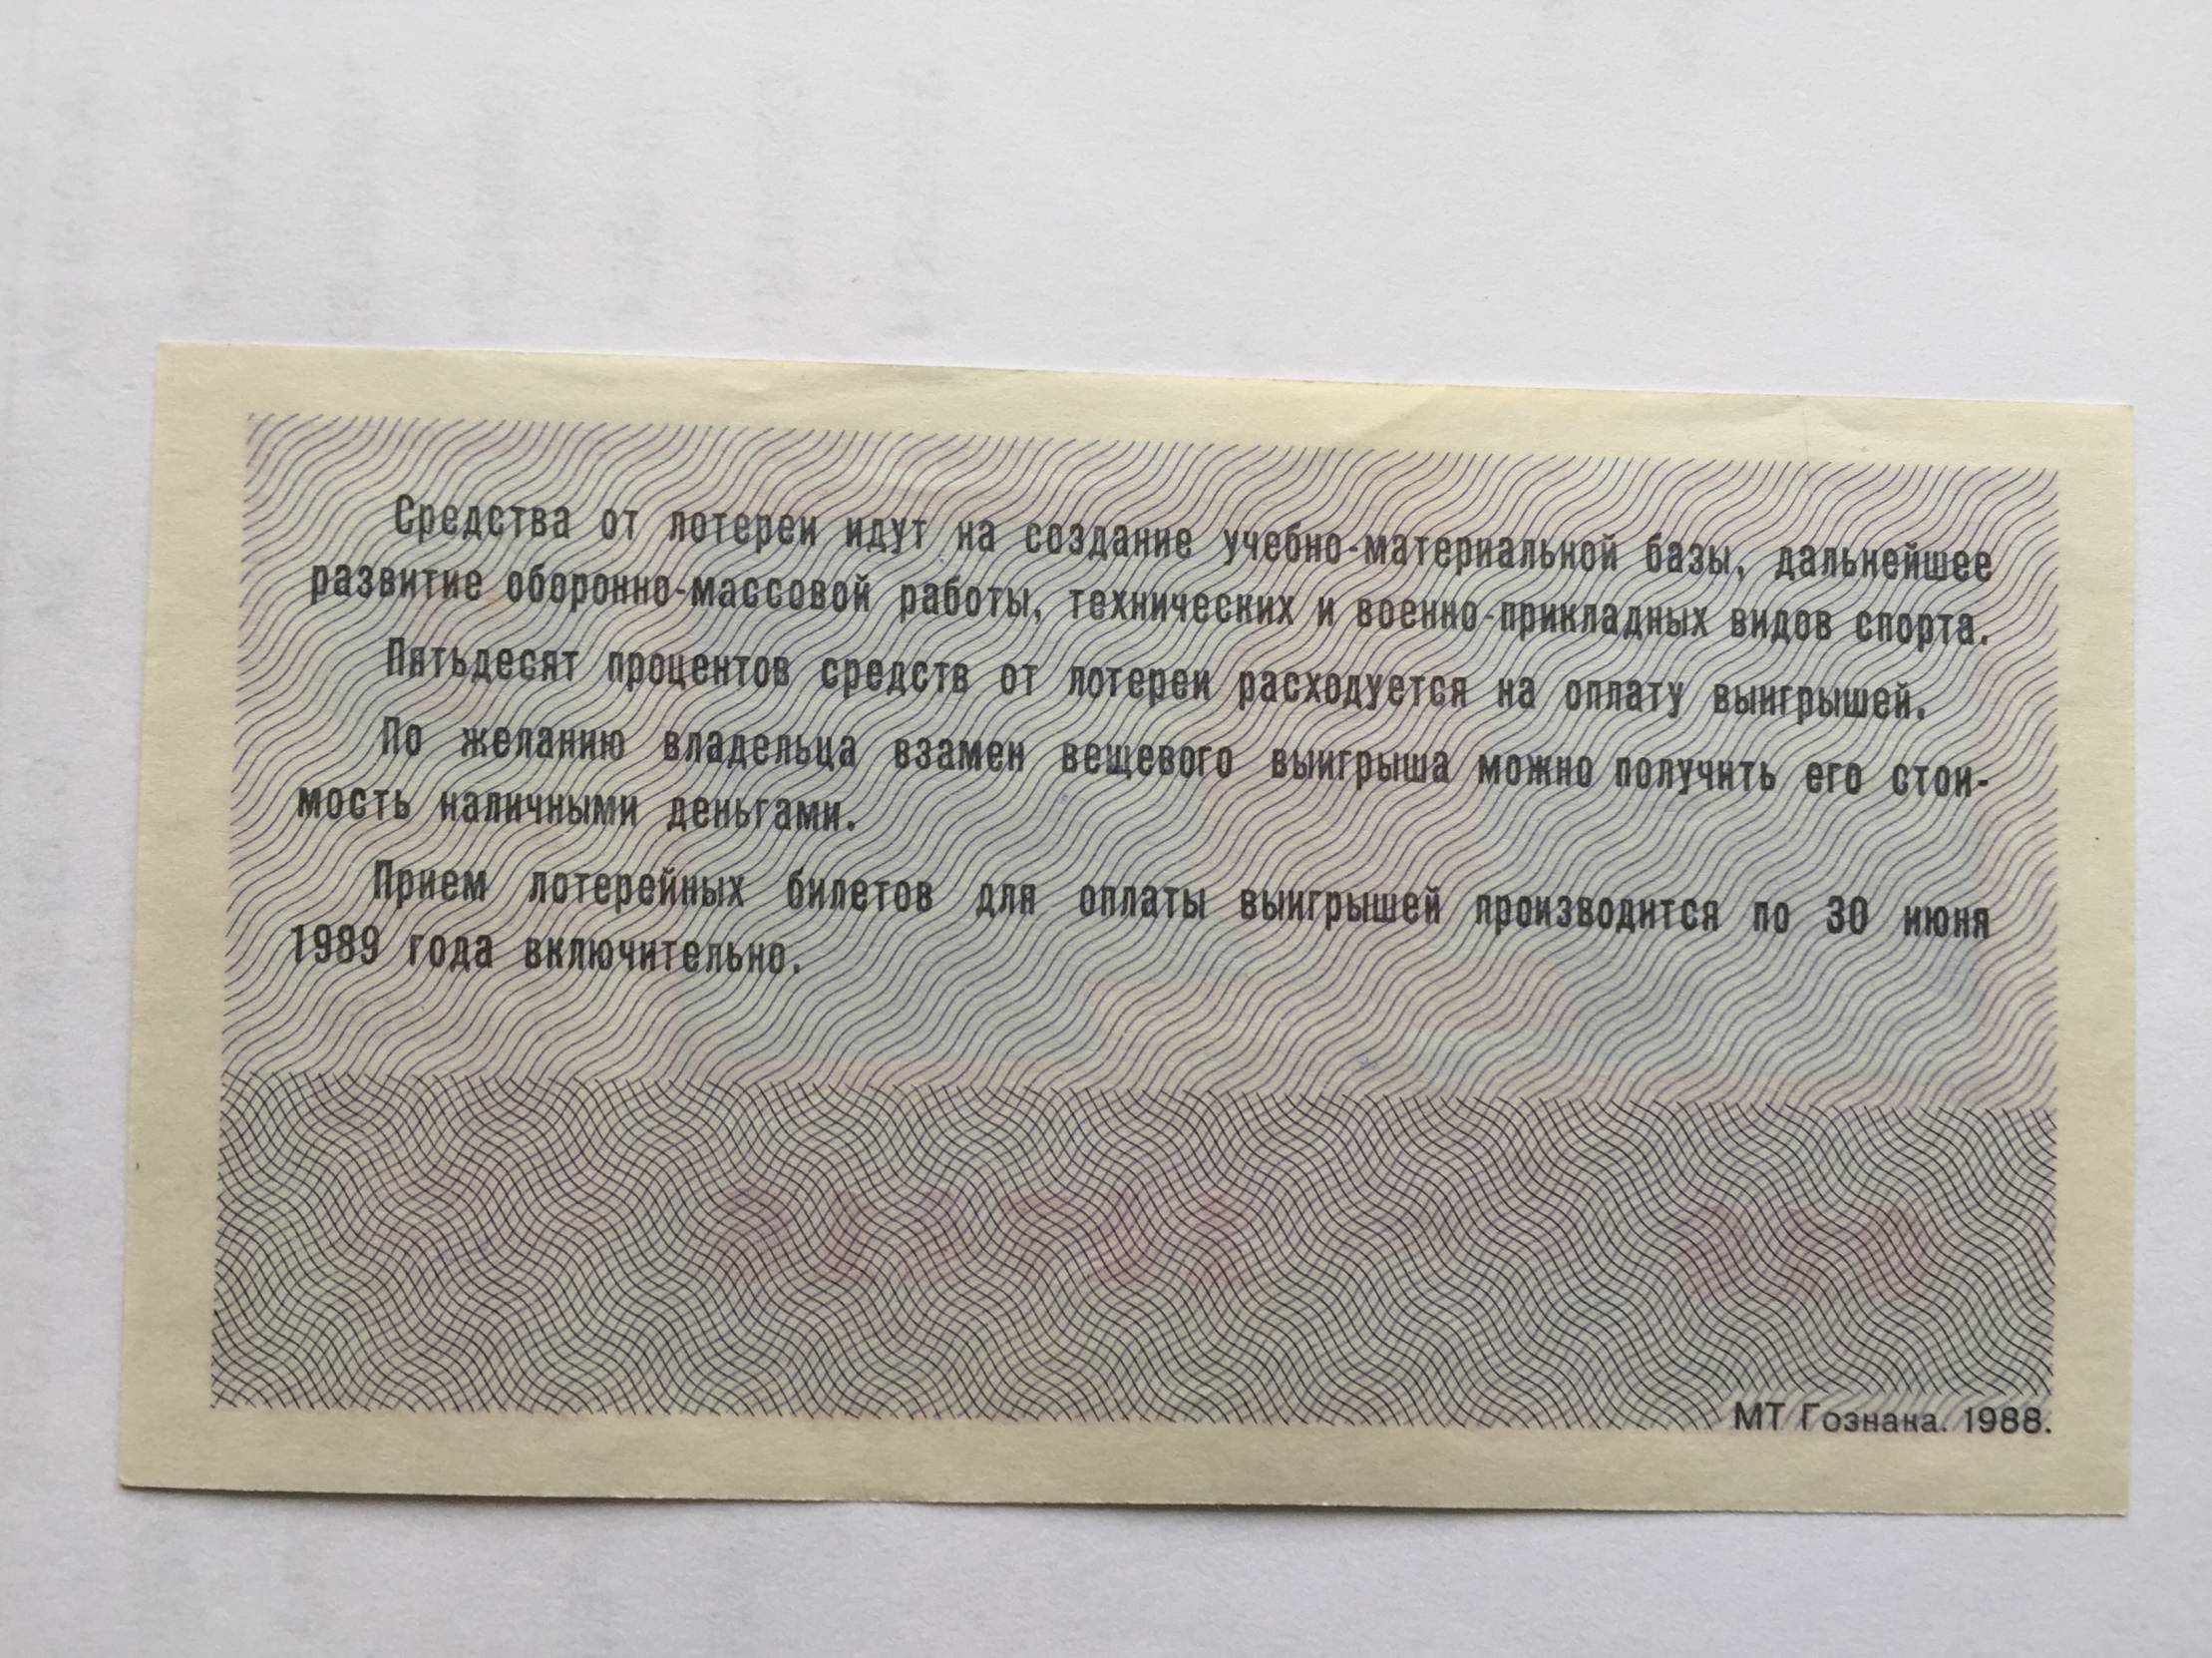 Средства от лотереи идут на создание учебно-материальной базы, дальнейшее
развитие оборонно-массовой работы, технических и военно-прикладных видов спорта.
Пятьдесят процентов средств от лотереи расходуется на оплату выигрышей.
По желанию владельца взамен вещевого выигрыша можно получить его стои-
мость наличными деньгами.
Прием лотерейных билетов для оплаты выигрышей производится по 30 июня
1989 года включительно.
МТ Гознака. 1988.